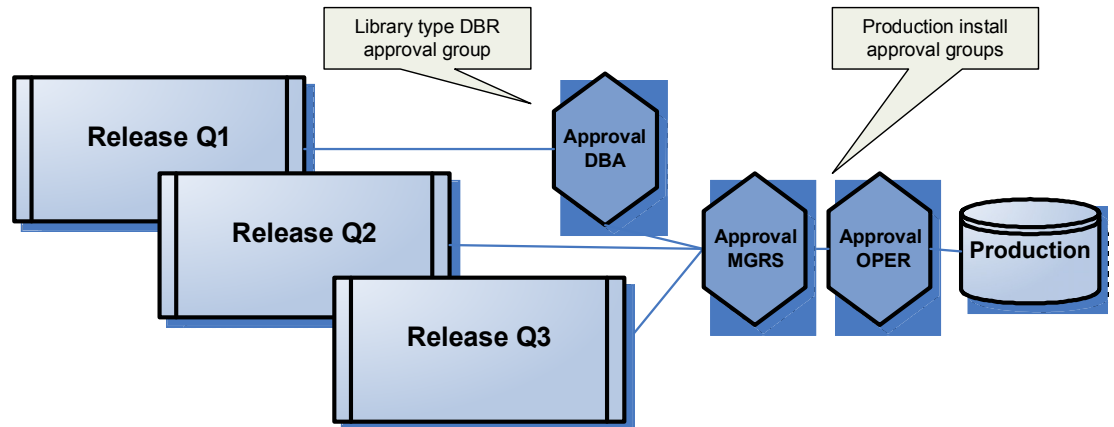 Library type DBR
approval group
Production install
approval groups
Release Q1
Approval
DBA
Release Q2
Approval
MGRS
Approval
OPER
Production
Release Q3